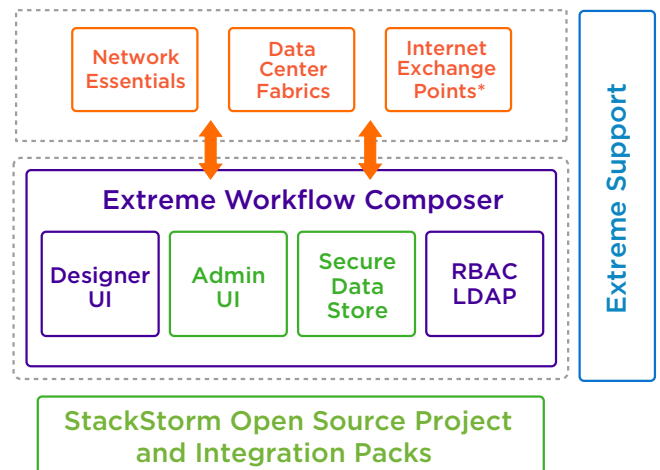 Network
Essentials
Data
Center
Fabrics
Internet
Exchange
Points*
Extreme Support
Extreme Workflow Composer
Designer
UI
Admin
UI
Secure
Data
Store
RBAC
LDAP
StackStorm Open Source Project
and Integration Packs